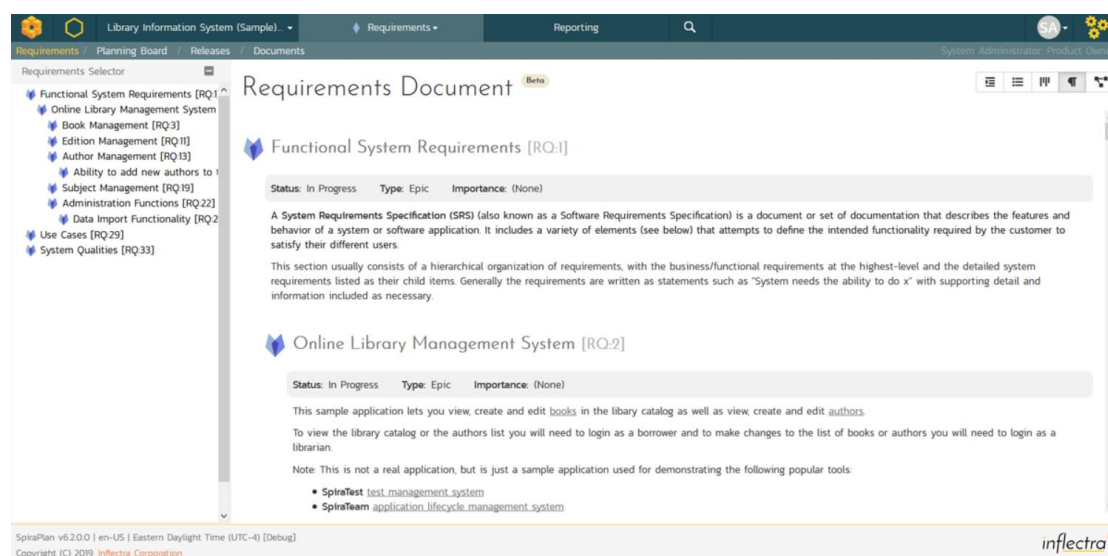 Library Information System (Sample)...
Requirements
Reporting
SA
Requirements / Planning Board / Releases / Documents
System Administrator: Product Owne
Requirements Selector
Functional System Requirements [RQ:1
Online Library Management System
Book Management [RQ:3]
Edition Management [RQ:11]
Author Management [RQ:13]
Ability to add new authors to t
Subject Management [RQ:19]
Administration Functions [RQ:22]
Data Import Functionality [RQ:2
Use Cases [RQ:29]
System Qualities [RQ:33]
Requirements Document Beta
Functional System Requirements [RQ:1]
Status: In Progress Type: Epic Importance: (None)
A System Requirements Specification (SRS) (also known as a Software Requirements Specification) is a document or set of documentation that describes the features and
behavior of a system or software application. It includes a variety of elements (see below) that attempts to define the intended functionality required by the customer to
satisfy their different users.
This section usually consists of a hierarchical organization of requirements, with the business/functional requirements at the highest-level and the detailed system
requirements listed as their child items. Generally the requirements are written as statements such as "System needs the ability to do x" with supporting detail and
information included as necessary.
Online Library Management System [RQ:2]
Status: In Progress Type: Epic Importance: (None)
This sample application lets you view, create and edit books in the libary catalog as well as view, create and edit authors.
To view the library catalog or the authors list you will need to login as a borrower and to make changes to the list of books or authors you will need to login as a
librarian.
Note: This is not a real application, but is just a sample application used for demonstrating the following popular tools:
• SpiraTest test management system
• SpiraTeam application lifecycle management system
SpiraPlan v6.2.0.0 | en-US | Eastern Daylight Time (UTC-4) [Debug]
Copyright (C) 2019, Inflectra Corporation
inflectra